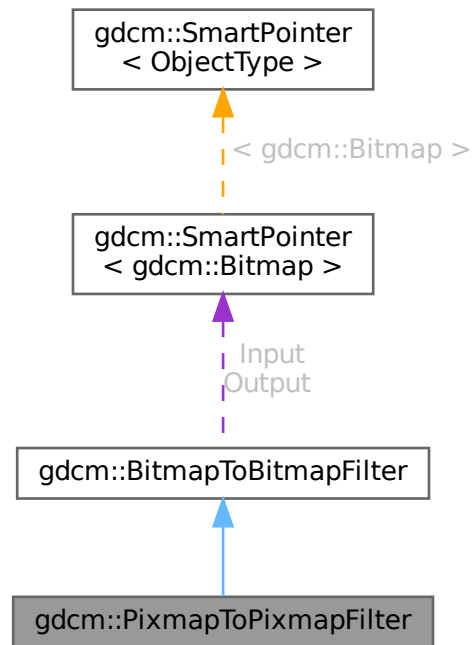 gdcm::SmartPointer
< ObjectType >
< gdcm::Bitmap >
gdcm::SmartPointer
< gdcm::Bitmap >
Input
Output
gdcm::BitmapToBitmapFilter
gdcm::PixmapToPixmapFilter